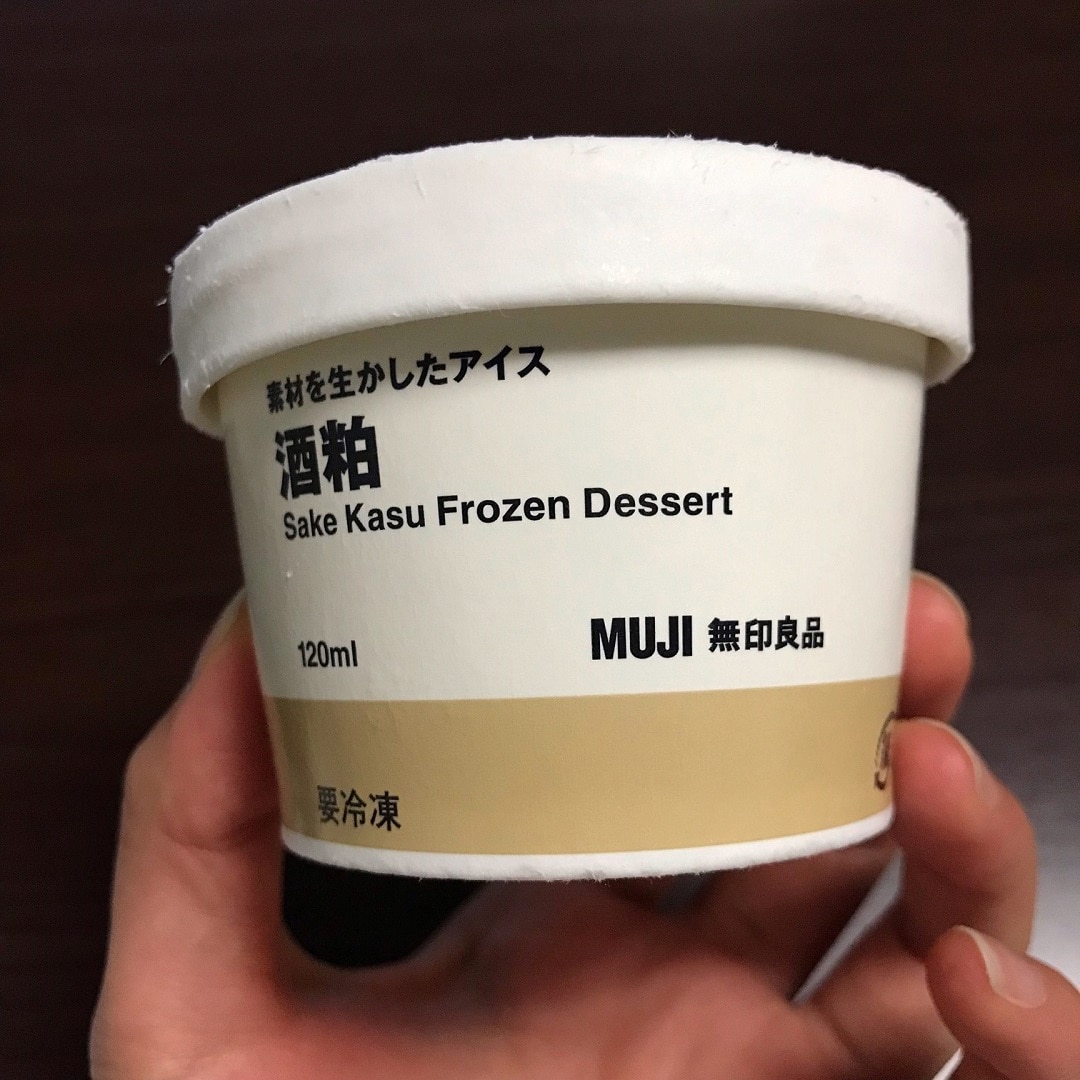 素材を生かしたアイス
酒粕
Sake Kasu Frozen Dessert
120ml
MUJI 無印良品
要冷凍